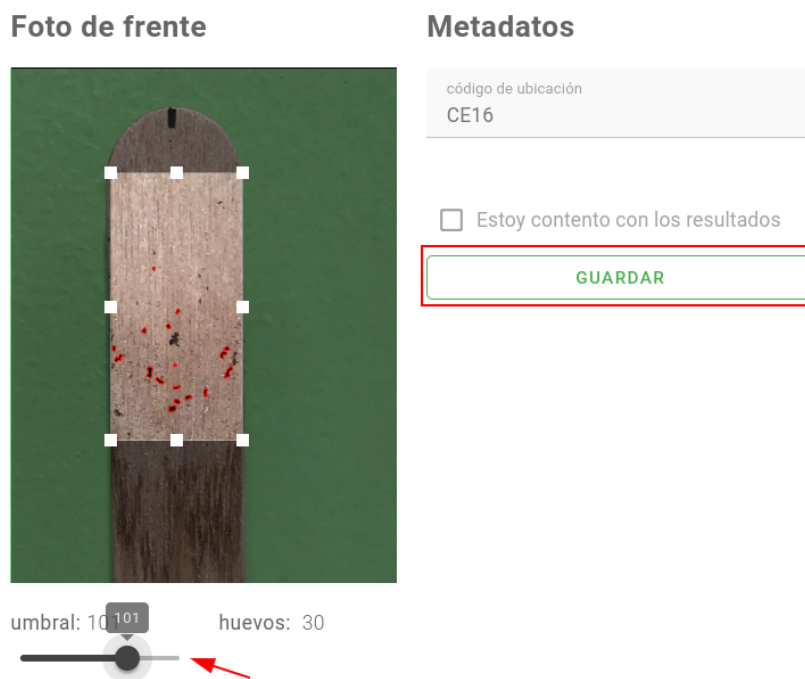 Foto de frente
Metadatos
código de ubicación
CE16
Estoy contento con los resultados
GUARDAR
umbral: 101
101
huevos: 30